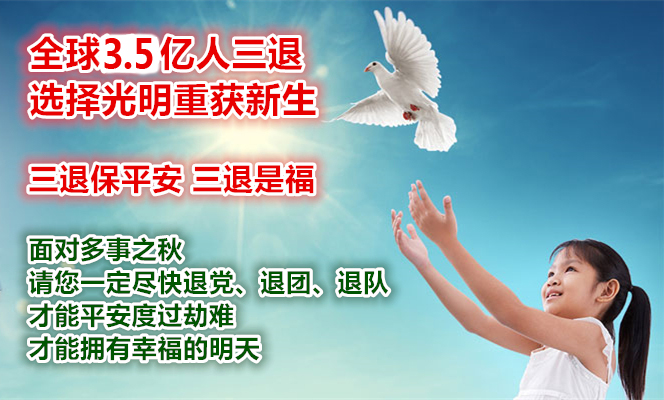 全球3.5亿人三退
选择光明重获新生
三退保平安 三退是福
面对多事之秋
请您一定尽快退党、退团、退队
才能平安度过劫难
才能拥有幸福的明天